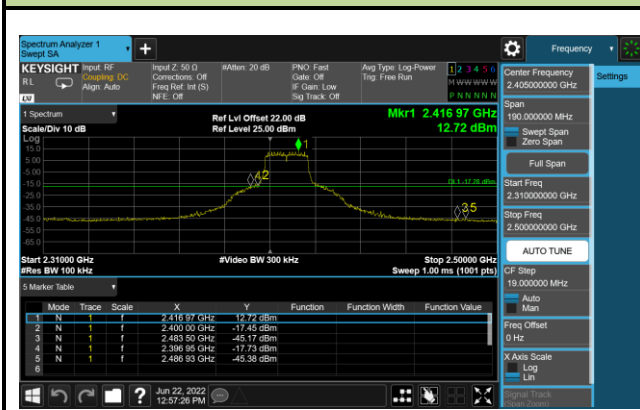 Spectrum Analyzer 1
Swept SA
Frequency
KEYSIGHT
Input: RF
Input Z: 50 Ω
#Atten: 20 dB
PNO: Fast
Avg Type: Log-Power
1 2 3 4 5 6
R L
Coupling: DC
Corrections: Off
Gate: Off
Trig: Free Run
M W W W W W
Align: Auto
Freq Ref: Int (S)
IF Gain: Low
P N N N N N
LXI
NFE: Off
Sig Track: Off
Center Frequency
2.405000000 GHz
Settings
Span
190.000000 MHz
Swept Span
Zero Span
Full Span
Start Freq
2.310000000 GHz
Stop Freq
2.500000000 GHz
AUTO TUNE
CF Step
19.000000 MHz
Auto
Man
Freq Offset
0 Hz
X Axis Scale
Log
Lin
Signal Track
(Span Zoom)
1 Spectrum
Ref Lvl Offset 22.00 dB
Mkr1 2.416 97 GHz
Scale/Div 10 dB
Ref Level 25.00 dBm
12.72 dBm
Log
15.0
5.00
-5.00
-15.0
-25.0
-35.0
-45.0
-55.0
-65.0
1
42
DL1 -17.28 dBm
35
Start 2.31000 GHz
#Video BW 300 kHz
Stop 2.50000 GHz
#Res BW 100 kHz
Sweep 1.00 ms (1001 pts)
5 Marker Table
Mode Trace Scale X Y Function Function Width Function Value
1 N 1 f 2.416 97 GHz 12.72 dBm
2 N 1 f 2.400 00 GHz -17.45 dBm
3 N 1 f 2.483 50 GHz -45.17 dBm
4 N 1 f 2.396 95 GHz -17.73 dBm
5 N 1 f 2.486 93 GHz -45.38 dBm
6
Jun 22, 2022
12:57:26 PM